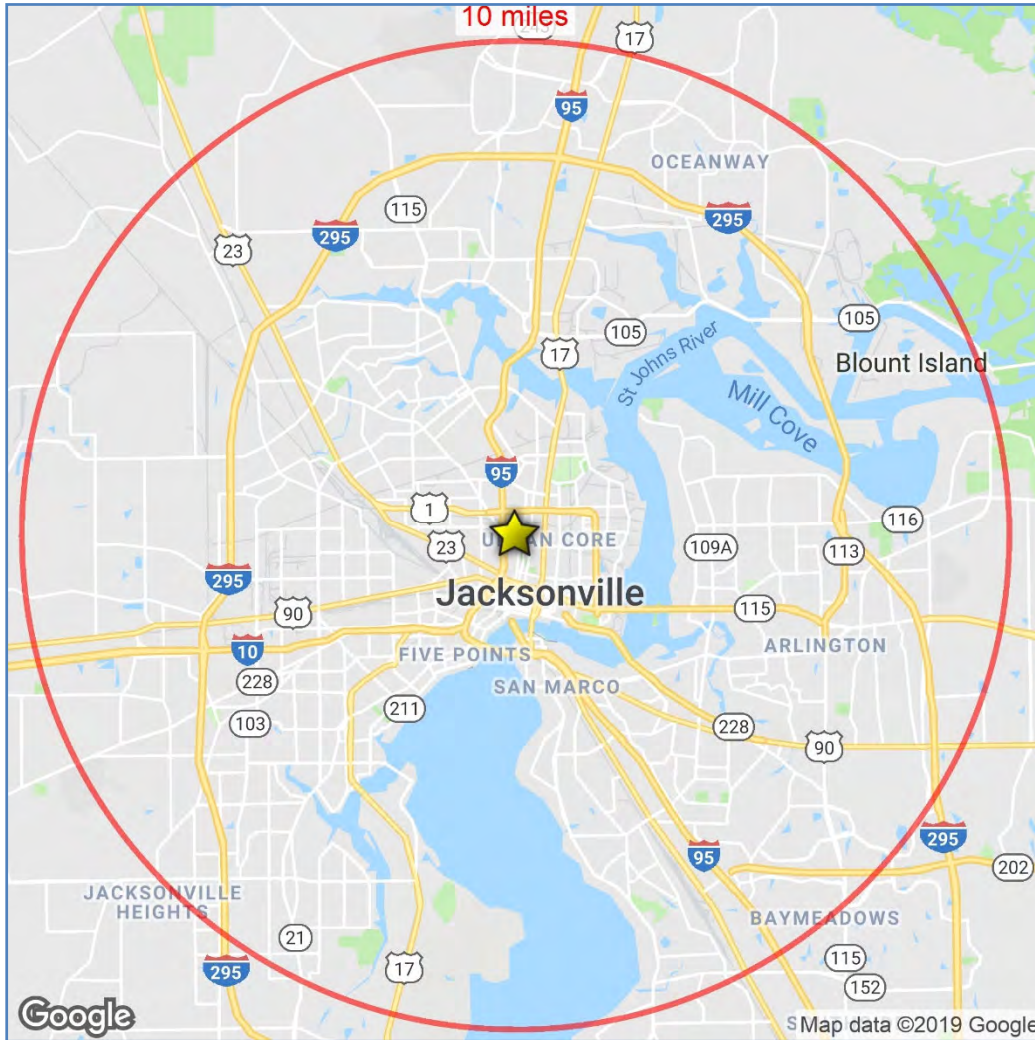 10 miles
17
95
OCEANWAY
115
295
295
23
105
105
17
St Johns River
Blount Island
Mill Cove
95
1
116
23
URBAN CORE
109A
113
295
Jacksonville
90
115
10
FIVE POINTS
ARLINGTON
228
SAN MARCO
211
103
228
90
295
95
202
JACKSONVILLE
HEIGHTS
BAYMEADOWS
21
115
295
17
152
Google
Map data ©2019 Google